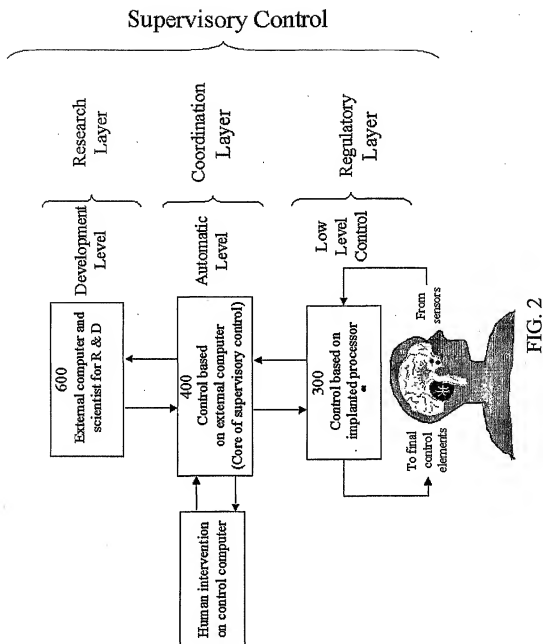 Supervisory Control
Research
Layer
Coordination
Layer
Regulatory
Layer
Development
Level
Automatic
Level
Low
Level
Control
600
External computer and
scientist for R & D
400
Control based
on external computer
(Core of supervisory control)
Human intervention
on control computer
300
Control based on
implanted processor
To final
control
elements
From
sensors
FIG. 2